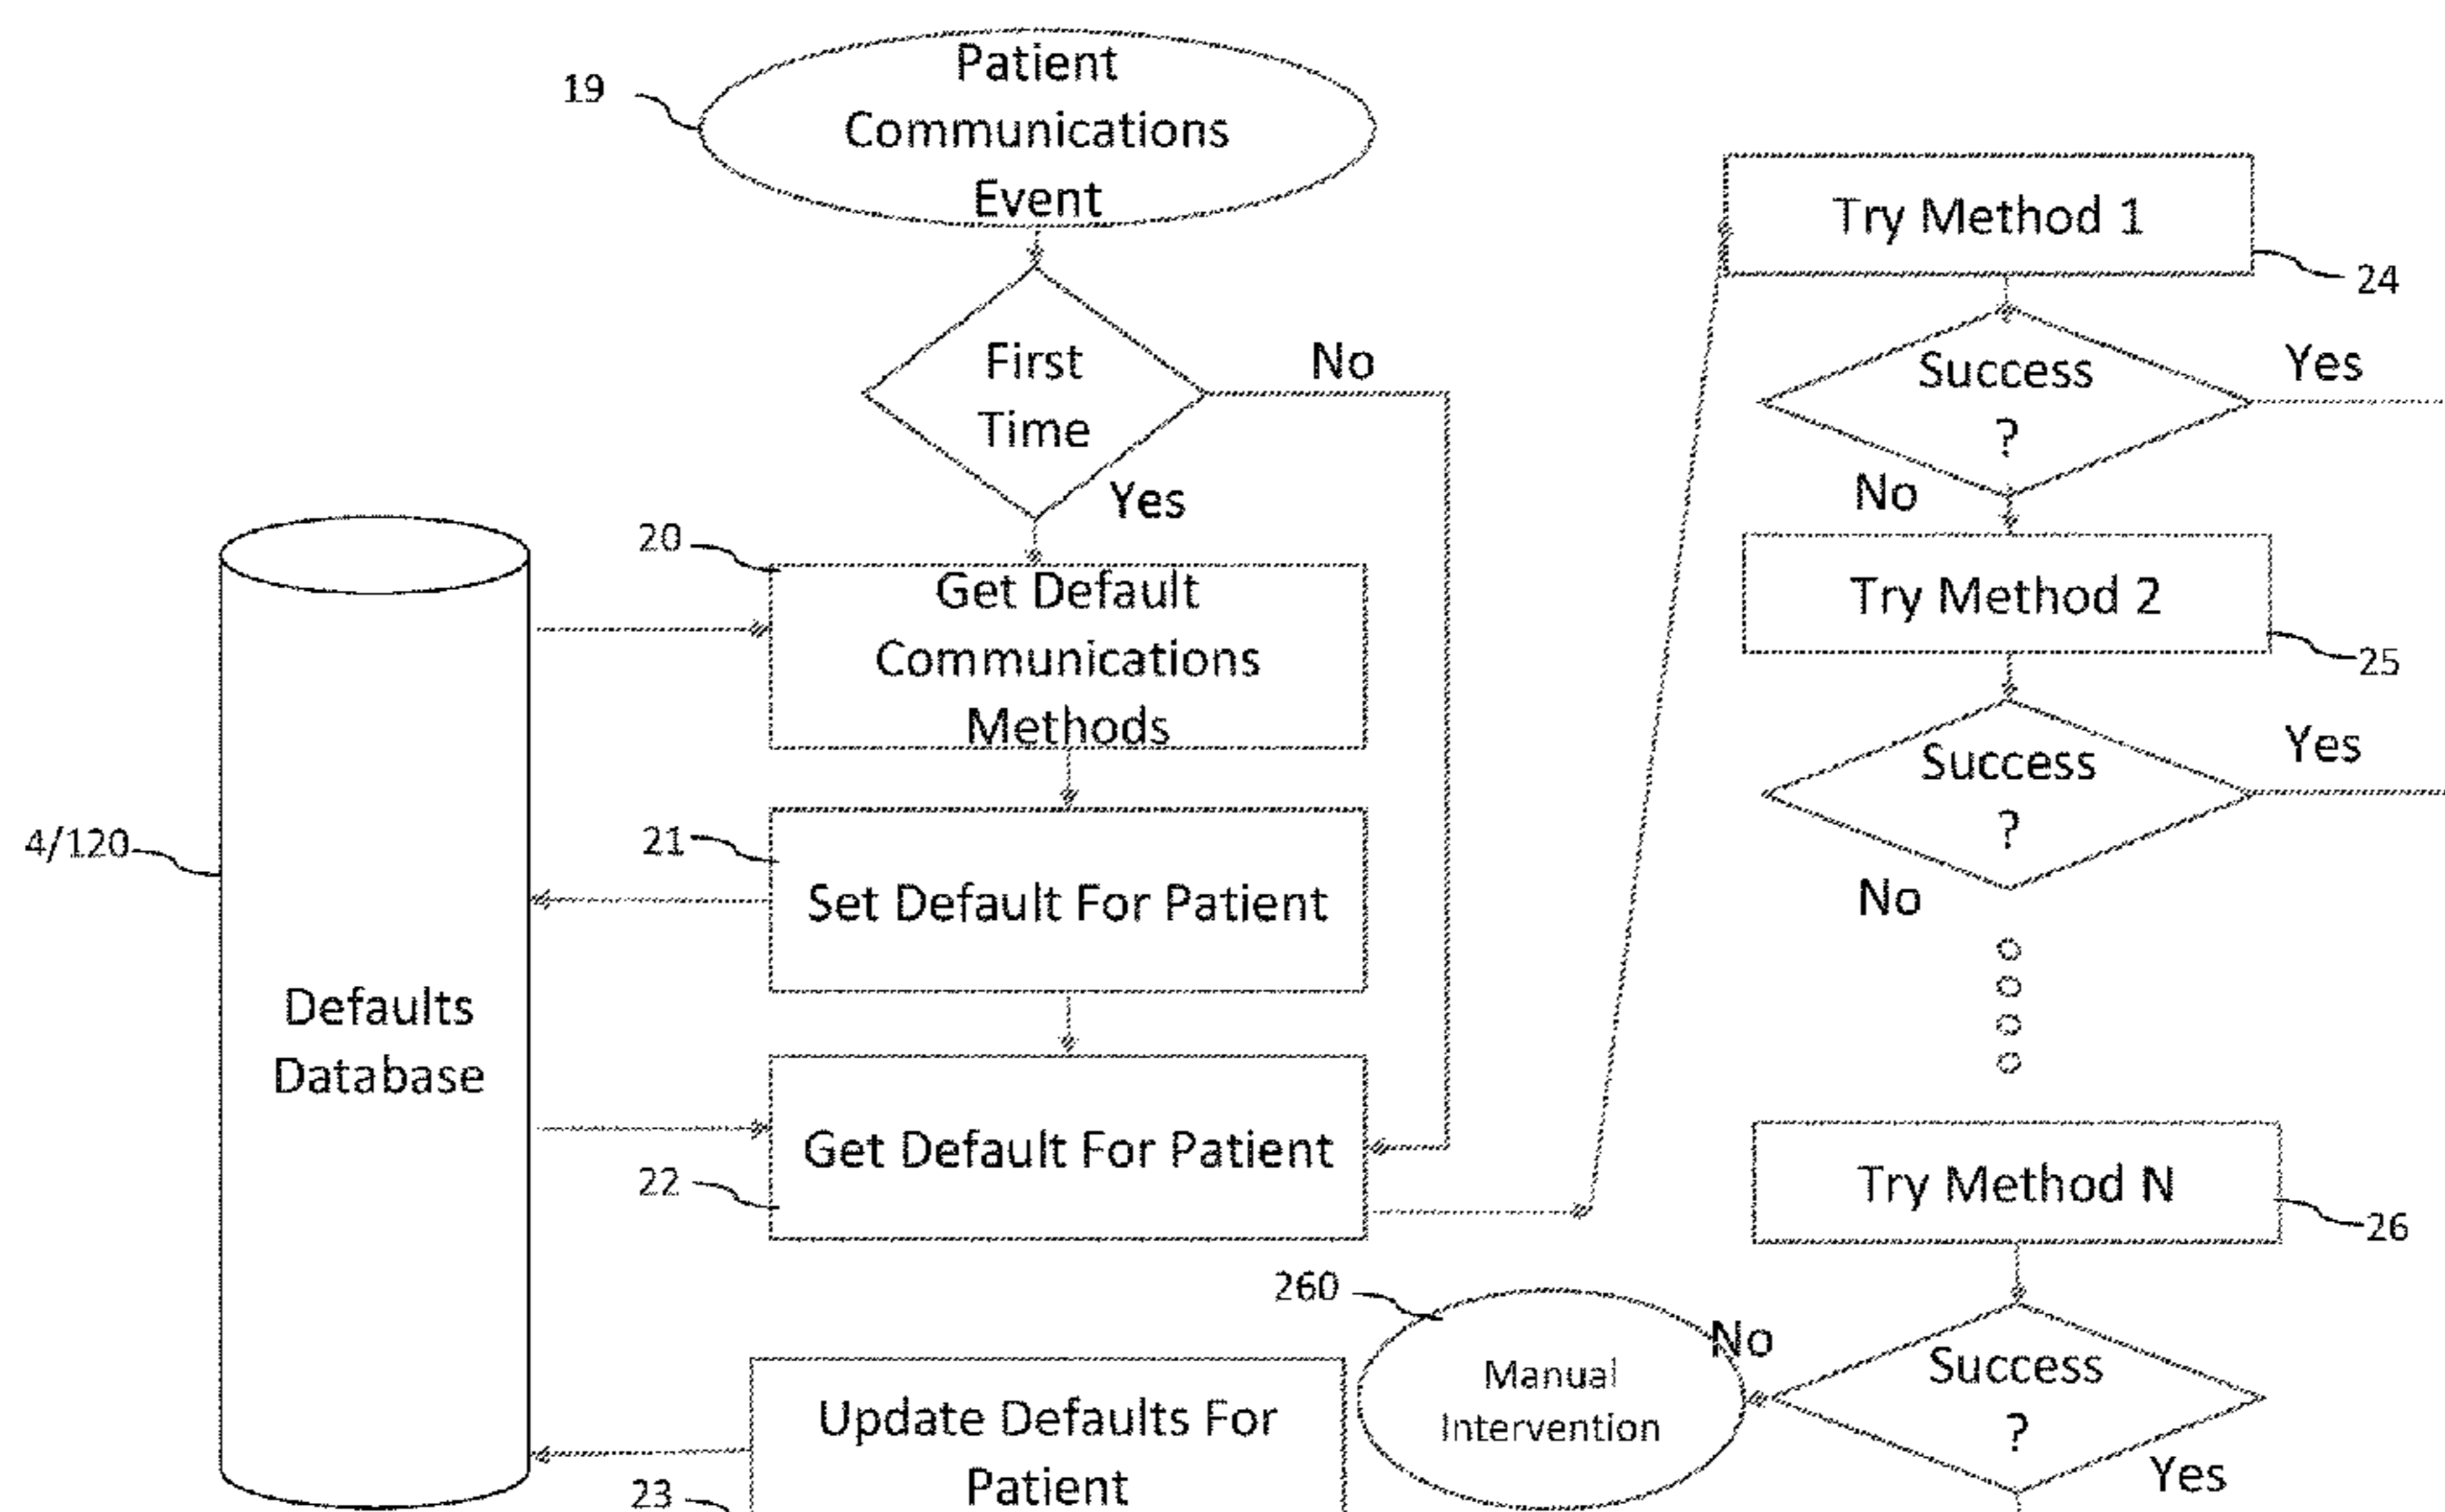 19
Patient
Communications
Event
First
Time
No
Yes
20
Get Default
Communications
Methods
21
Set Default For Patient
22
Get Default For Patient
4/120
Defaults
Database
23
Update Defaults For
Patient
Try Method 1
24
Success
?
Yes
No
Try Method 2
25
Success
?
Yes
No
Try Method N
26
Success
?
No
Yes
260
Manual
Intervention